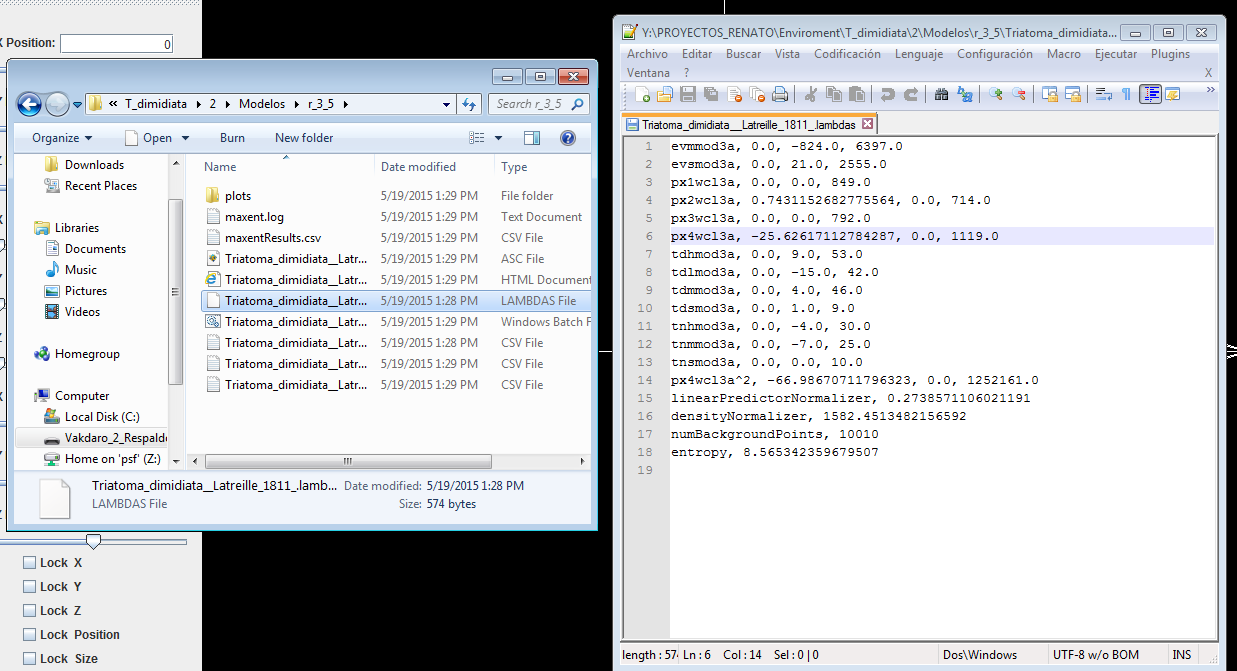 X Position:
0
Lock X
Lock Y
Lock Z
Lock Position
Lock Size
« T_dimidiata 2 Modelos r_3_5
Search r_3_5
Organize Open Burn New folder
Downloads
Recent Places
Libraries
Documents
Music
Pictures
Videos
Homegroup
Computer
Local Disk (C:)
Vakdaro_2_Respald
Home on 'psf' (Z:)
Name Date modified Type
plots 5/19/2015 1:29 PM File folder
maxent.log 5/19/2015 1:29 PM Text Document
maxentResults.csv 5/19/2015 1:29 PM CSV File
Triatoma_dimidiata__Latr... 5/19/2015 1:29 PM ASC File
Triatoma_dimidiata__Latr... 5/19/2015 1:29 PM HTML Document
Triatoma_dimidiata__Latr... 5/19/2015 1:28 PM LAMBDAS File
Triatoma_dimidiata__Latr... 5/19/2015 1:29 PM Windows Batch F
Triatoma_dimidiata__Latr... 5/19/2015 1:28 PM CSV File
Triatoma_dimidiata__Latr... 5/19/2015 1:29 PM CSV File
Triatoma_dimidiata__Latr... 5/19/2015 1:29 PM CSV File
Triatoma_dimidiata__Latreille_1811_.lamb... Date modified: 5/19/2015 1:28 PM
LAMBDAS File Size: 574 bytes
Y:\PROYECTOS_RENATO\Enviroment\T_dimidiata\2\Modelos\r_3_5\Triatoma_dimidiata...
Archivo Editar Buscar Vista Codificación Lenguaje Configuración Macro Ejecutar Plugins
Ventana ? X
Triatoma_dimidiata__Latreille_1811_.lambdas
1 evmmod3a, 0.0, -824.0, 6397.0
2 evsmod3a, 0.0, 21.0, 2555.0
3 px1wcl3a, 0.0, 0.0, 849.0
4 px2wcl3a, 0.7431152682775564, 0.0, 714.0
5 px3wcl3a, 0.0, 0.0, 792.0
6 px4wcl3a, -25.62617112784287, 0.0, 1119.0
7 tdhmod3a, 0.0, 9.0, 53.0
8 tdlmod3a, 0.0, -15.0, 42.0
9 tdmmod3a, 0.0, 4.0, 46.0
10 tdsmod3a, 0.0, 1.0, 9.0
11 tnhmod3a, 0.0, -4.0, 30.0
12 tnmmod3a, 0.0, -7.0, 25.0
13 tnsmod3a, 0.0, 0.0, 10.0
14 px4wcl3a^2, -66.98670711796323, 0.0, 1252161.0
15 linearPredictorNormalizer, 0.2738571106021191
16 densityNormalizer, 1582.4513482156592
17 numBackgroundPoints, 10010
18 entropy, 8.565342359679507
19
length : 574 Ln : 6 Col : 14 Sel : 0 | 0 Dos\Windows UTF-8 w/o BOM INS